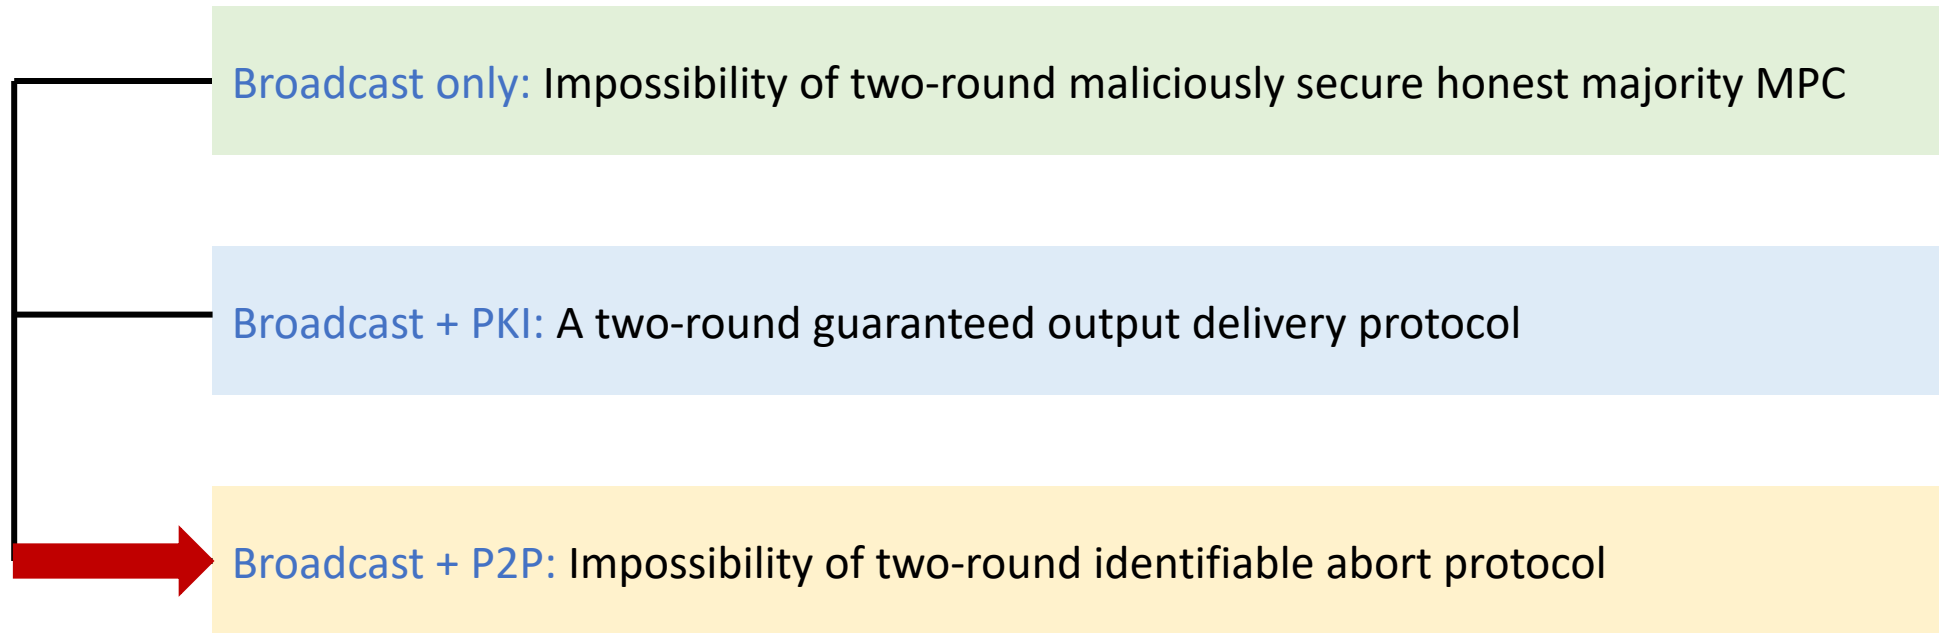 Broadcast only: Impossibility of two-round maliciously secure honest majority MPC
Broadcast + PKI: A two-round guaranteed output delivery protocol
Broadcast + P2P: Impossibility of two-round identifiable abort protocol